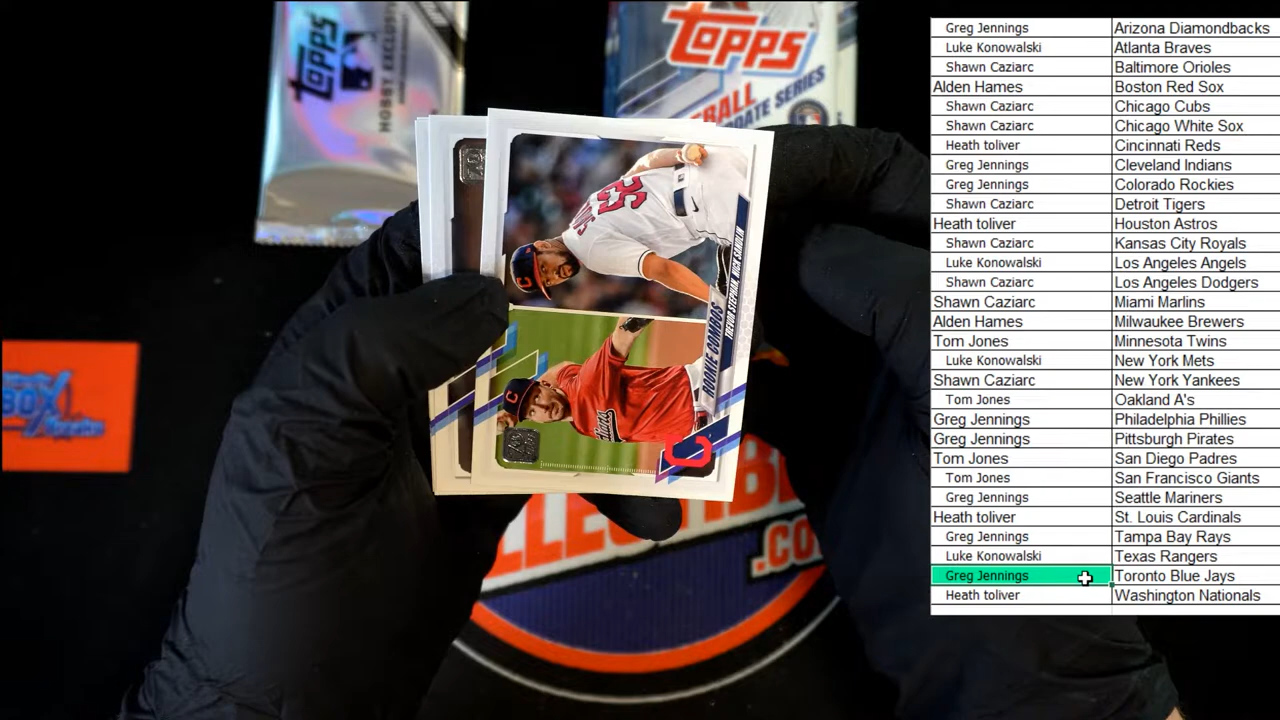 TOPPS
HOBBY EXCLUSIVE
TOPPS
UPDATE SERIES
BOX
ROOKIE COMBOS
TREVOR STEPHAN, NICK SANDLIN
C
.COM
Greg Jennings Arizona Diamondbacks
Luke Konowalski Atlanta Braves
Shawn Caziarc Baltimore Orioles
Alden Hames Boston Red Sox
Shawn Caziarc Chicago Cubs
Shawn Caziarc Chicago White Sox
Heath toliver Cincinnati Reds
Greg Jennings Cleveland Indians
Greg Jennings Colorado Rockies
Shawn Caziarc Detroit Tigers
Heath toliver Houston Astros
Shawn Caziarc Kansas City Royals
Luke Konowalski Los Angeles Angels
Shawn Caziarc Los Angeles Dodgers
Shawn Caziarc Miami Marlins
Alden Hames Milwaukee Brewers
Tom Jones Minnesota Twins
Luke Konowalski New York Mets
Shawn Caziarc New York Yankees
Tom Jones Oakland A's
Greg Jennings Philadelphia Phillies
Greg Jennings Pittsburgh Pirates
Tom Jones San Diego Padres
Tom Jones San Francisco Giants
Greg Jennings Seattle Mariners
Heath toliver St. Louis Cardinals
Greg Jennings Tampa Bay Rays
Luke Konowalski Texas Rangers
Greg Jennings Toronto Blue Jays
Heath toliver Washington Nationals